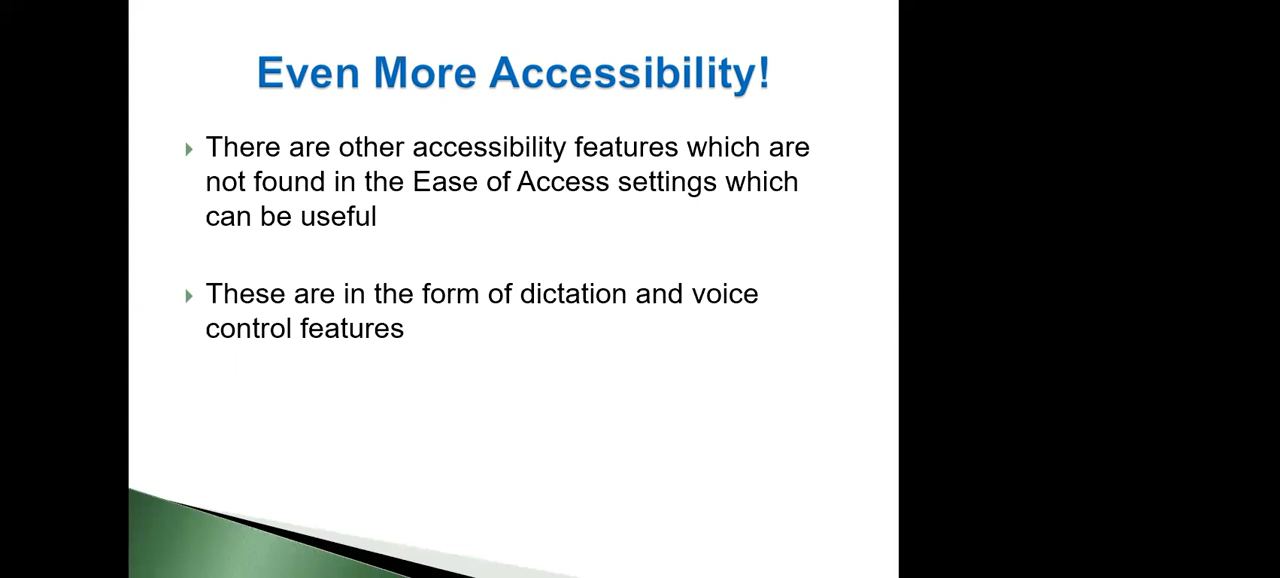 Even More Accessibility!
There are other accessibility features which are
not found in the Ease of Access settings which
can be useful
These are in the form of dictation and voice
control features